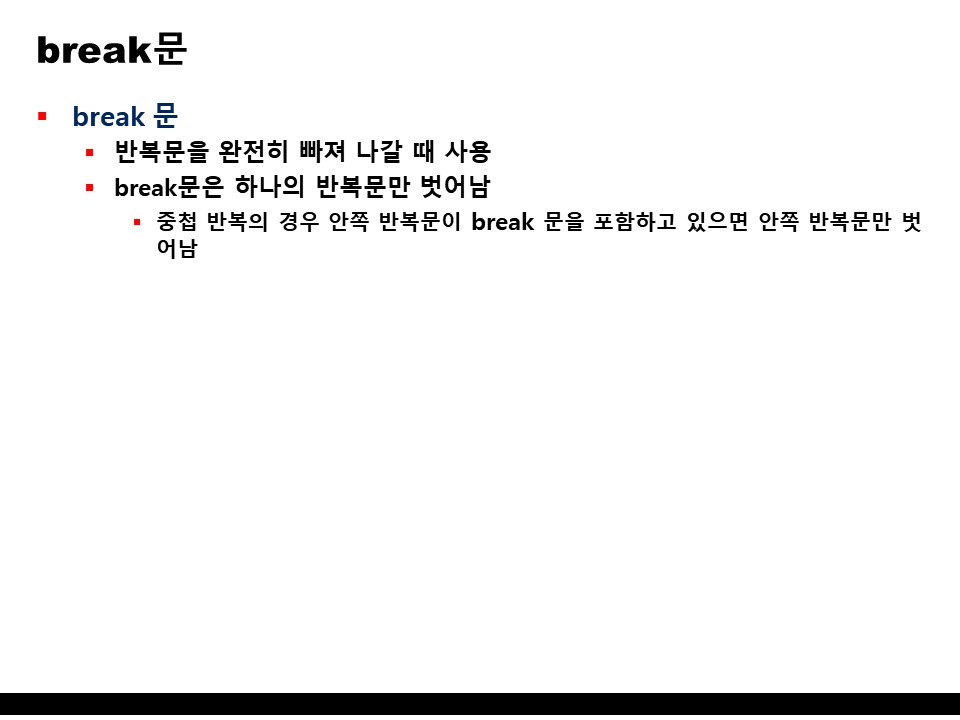 break문
break 문
반복문을 완전히 빠져 나갈 때 사용
break문은 하나의 반복문만 벗어남
중첩 반복의 경우 안쪽 반복문이 break 문을 포함하고 있으면 안쪽 반복문만 벗
어남